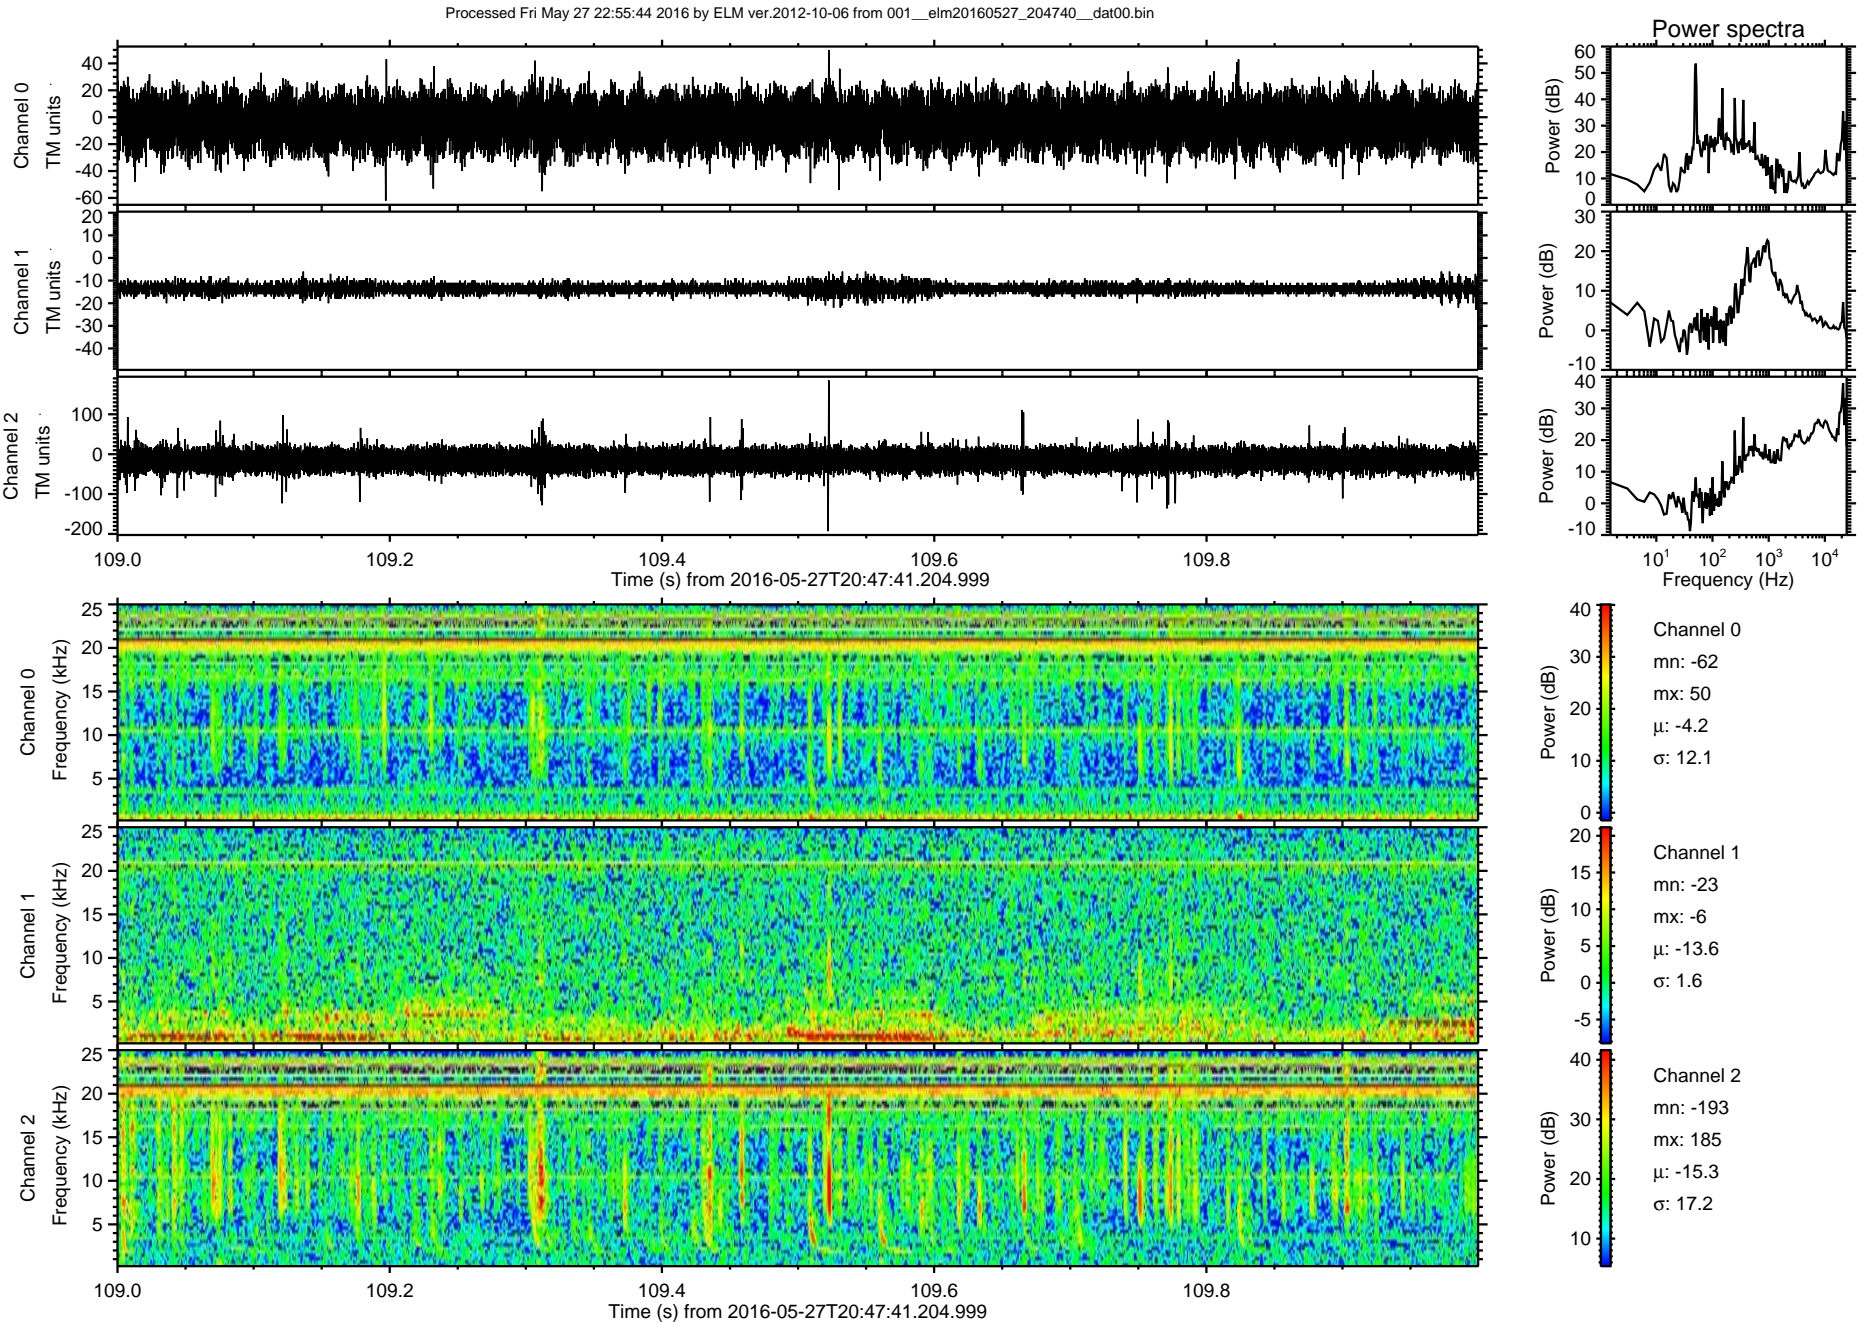 Processed Fri May 27 22:55:44 2016 by ELM ver.2012-10-06 from 001__elm20160527_204740__dat00.bin
Power spectra
Channel 0
TM units
40
20
0
-20
-40
-60
Power (dB)
60
50
40
30
20
10
0
Channel 1
TM units
20
10
0
-10
-20
-30
-40
Power (dB)
30
20
10
0
-10
Channel 2
TM units
100
0
-100
-200
Power (dB)
40
30
20
10
0
-10
109.0 109.2 109.4 109.6 109.8
Time (s) from 2016-05-27T20:47:41.204.999
10^1 10^2 10^3 10^4
Frequency (Hz)
Channel 0
Frequency (kHz)
25
20
15
10
5
Power (dB)
40
30
20
10
0
Channel 0
mn: -62
mx: 50
μ: -4.2
σ: 12.1
Channel 1
Frequency (kHz)
25
20
15
10
5
Power (dB)
20
15
10
5
0
-5
Channel 1
mn: -23
mx: -6
μ: -13.6
σ: 1.6
Channel 2
Frequency (kHz)
25
20
15
10
5
Power (dB)
40
30
20
10
Channel 2
mn: -193
mx: 185
μ: -15.3
σ: 17.2
109.0 109.2 109.4 109.6 109.8
Time (s) from 2016-05-27T20:47:41.204.999